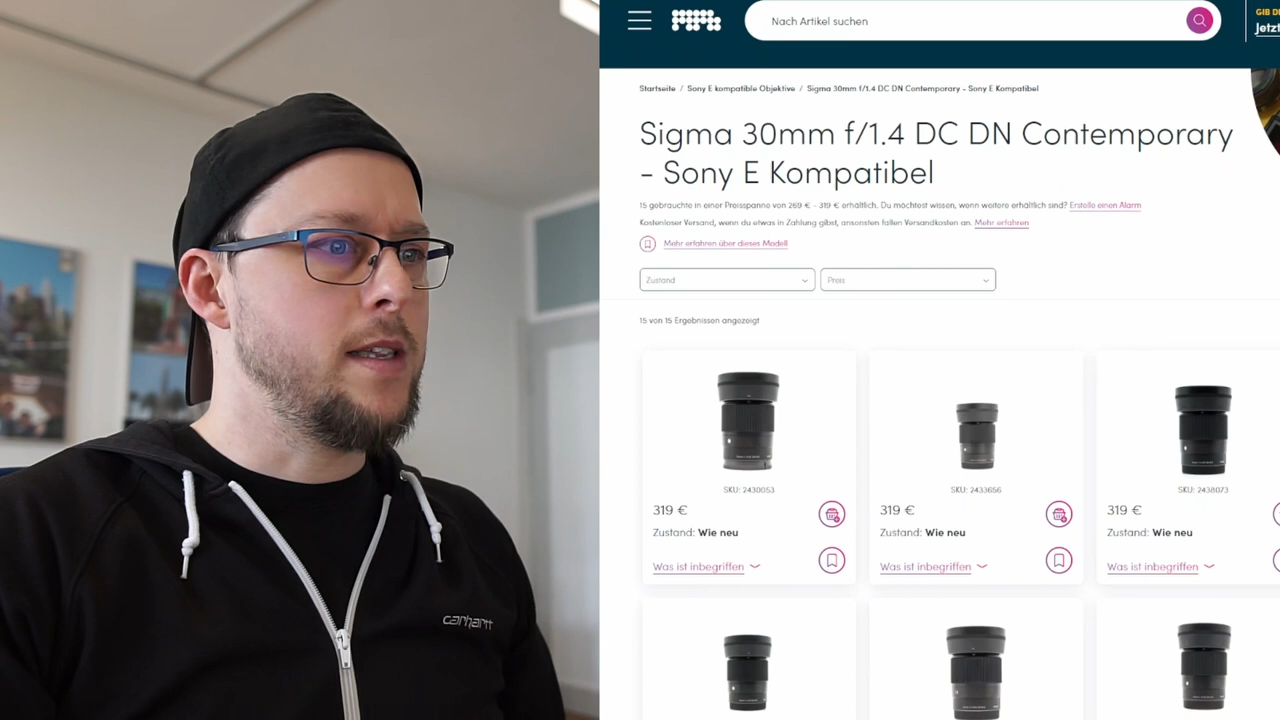 Nach Artikel suchen
GIB D
Jetzt
Startseite / Sony E kompatible Objektive / Sigma 30mm f/1.4 DC DN Contemporary - Sony E Kompatibel
Sigma 30mm f/1.4 DC DN Contemporary
- Sony E Kompatibel
15 gebrauchte in einer Preisspanne von 269 € - 319 € erhältlich. Du möchtest wissen, wenn weitere erhältlich sind? Erstelle einen Alarm
Kostenloser Versand, wenn du etwas in Zahlung gibst, ansonsten fallen Versandkosten an. Mehr erfahren
Mehr erfahren über dieses Modell
Zustand Preis
15 von 15 Ergebnissen angezeigt
SKU: 2430053 SKU: 2433656 SKU: 2438073
319 € 319 € 319 €
Zustand: Wie neu Zustand: Wie neu Zustand: Wie neu
Was ist inbegriffen Was ist inbegriffen Was ist inbegriffen
carhartt